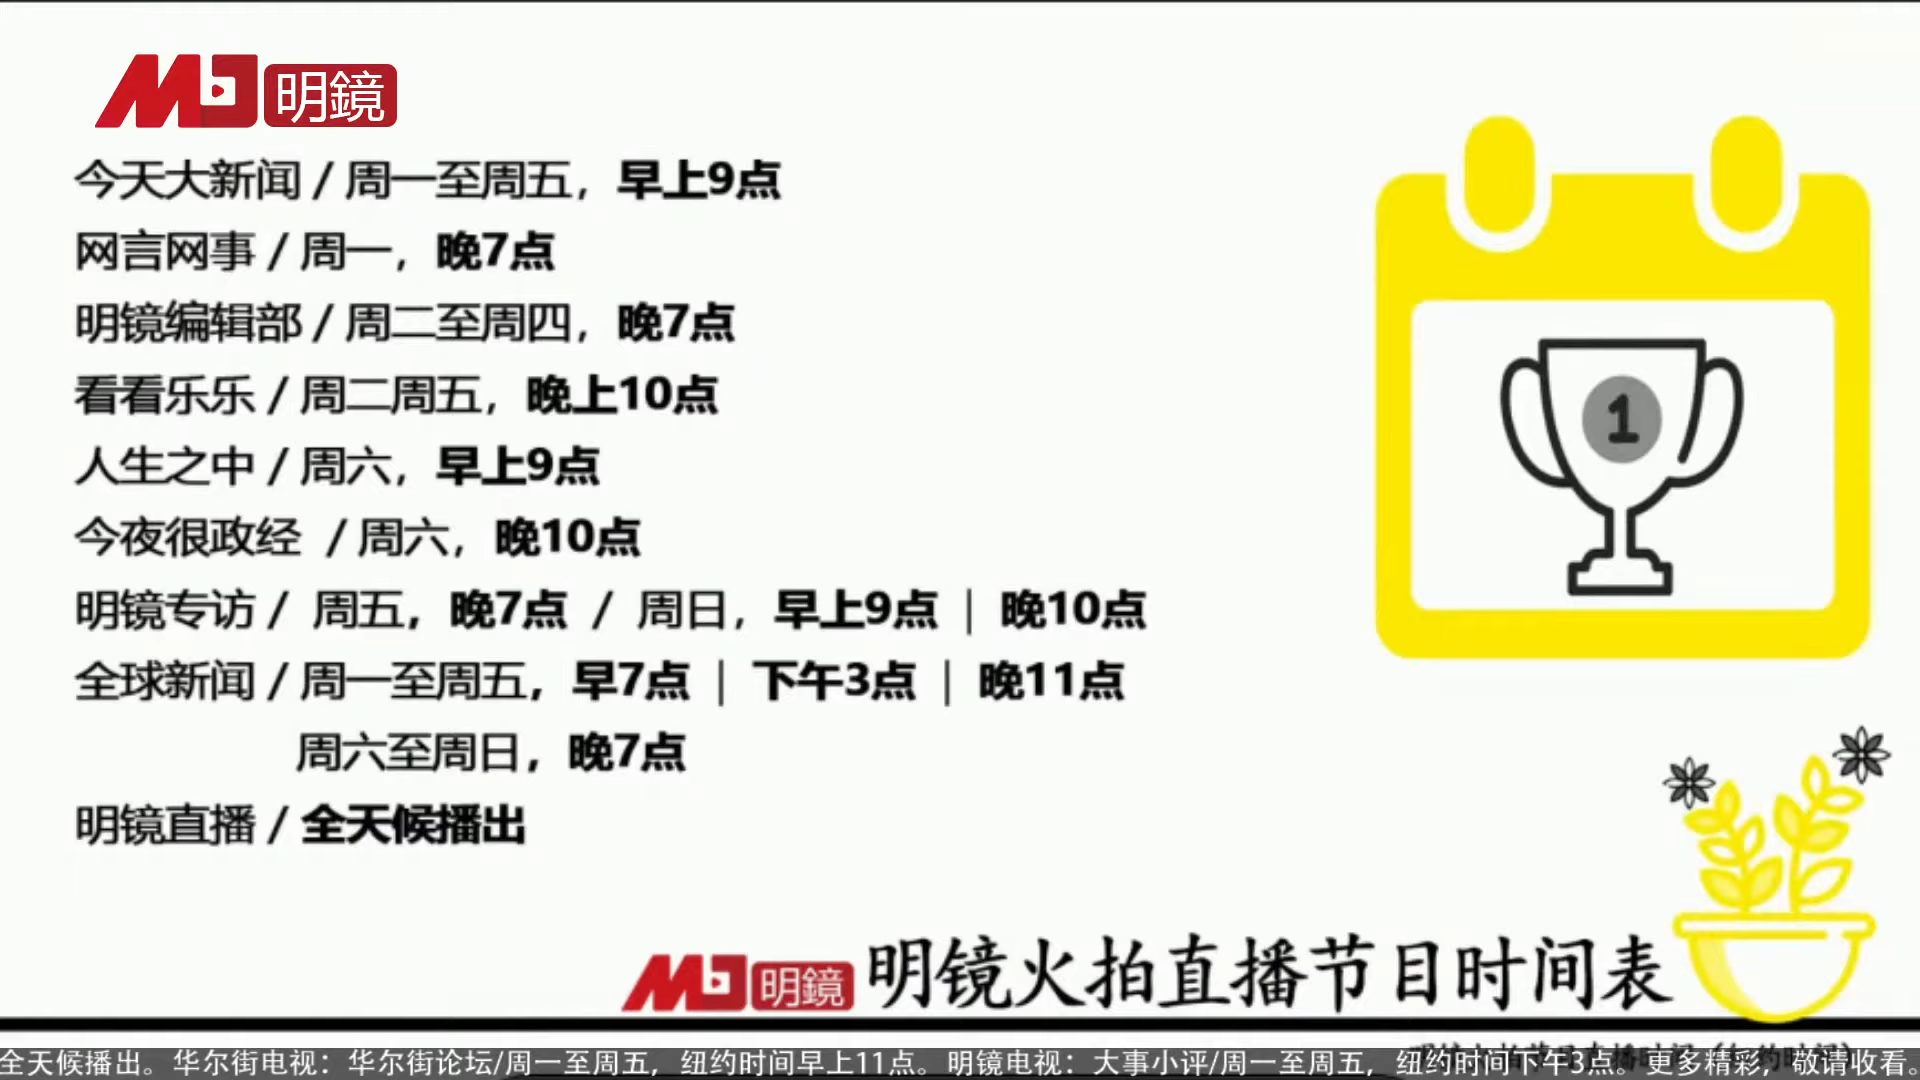 明鏡
今天大新闻 / 周一至周五，早上9点
网言网事 / 周一，晚7点
明镜编辑部 / 周二至周四，晚7点
看看乐乐 / 周二周五，晚上10点
人生之中 / 周六，早上9点
今夜很政经 / 周六，晚10点
明镜专访 / 周五，晚7点 / 周日，早上9点 | 晚10点
全球新闻 / 周一至周五，早7点 | 下午3点 | 晚11点
周六至周日，晚7点
明镜直播 / 全天候播出
1
明鏡 明镜火拍直播节目时间表
全天候播出。华尔街电视：华尔街论坛/周一至周五，纽约时间早上11点。明镜电视：大事小评/周一至周五，纽约时间下午3点。更多精彩，敬请收看。